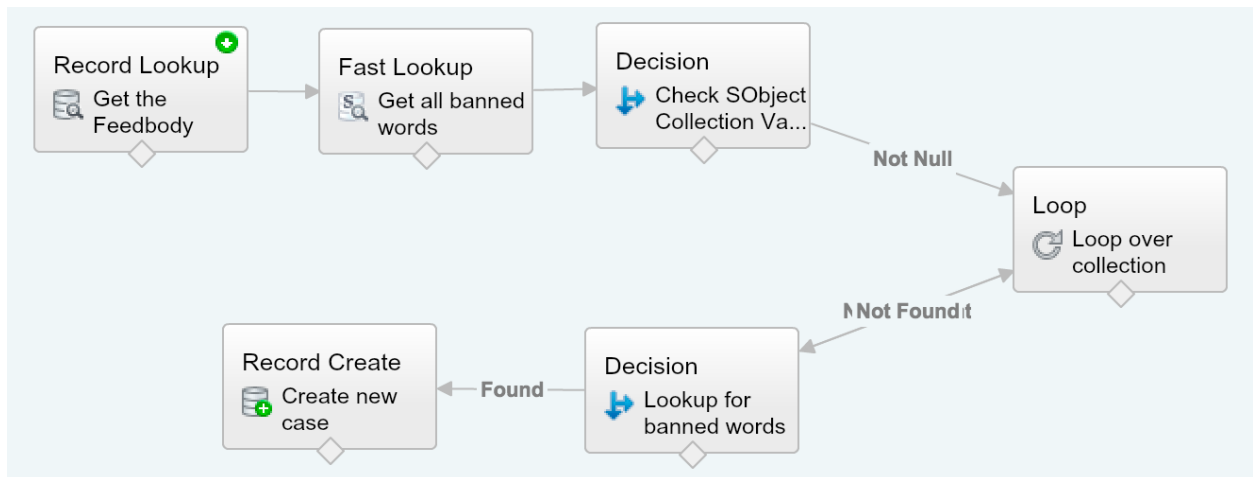 Record Lookup
Get the
Feedbody
Fast Lookup
Get all banned
words
Decision
Check SObject
Collection Va...
Not Null
Loop
Loop over
collection
Not Found
Decision
Lookup for
banned words
Found
Record Create
Create new
case